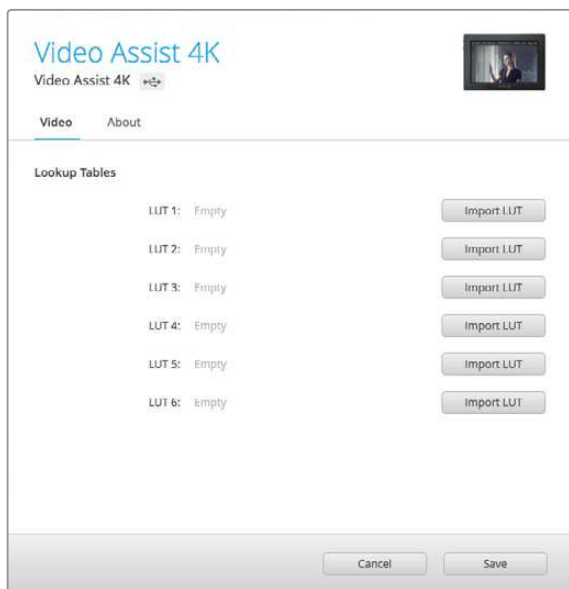 Video Assist 4K
Video Assist 4K
Video About
Lookup Tables
LUT 1: Empty Import LUT
LUT 2: Empty Import LUT
LUT 3: Empty Import LUT
LUT 4: Empty Import LUT
LUT 5: Empty Import LUT
LUT 6: Empty Import LUT
Cancel Save